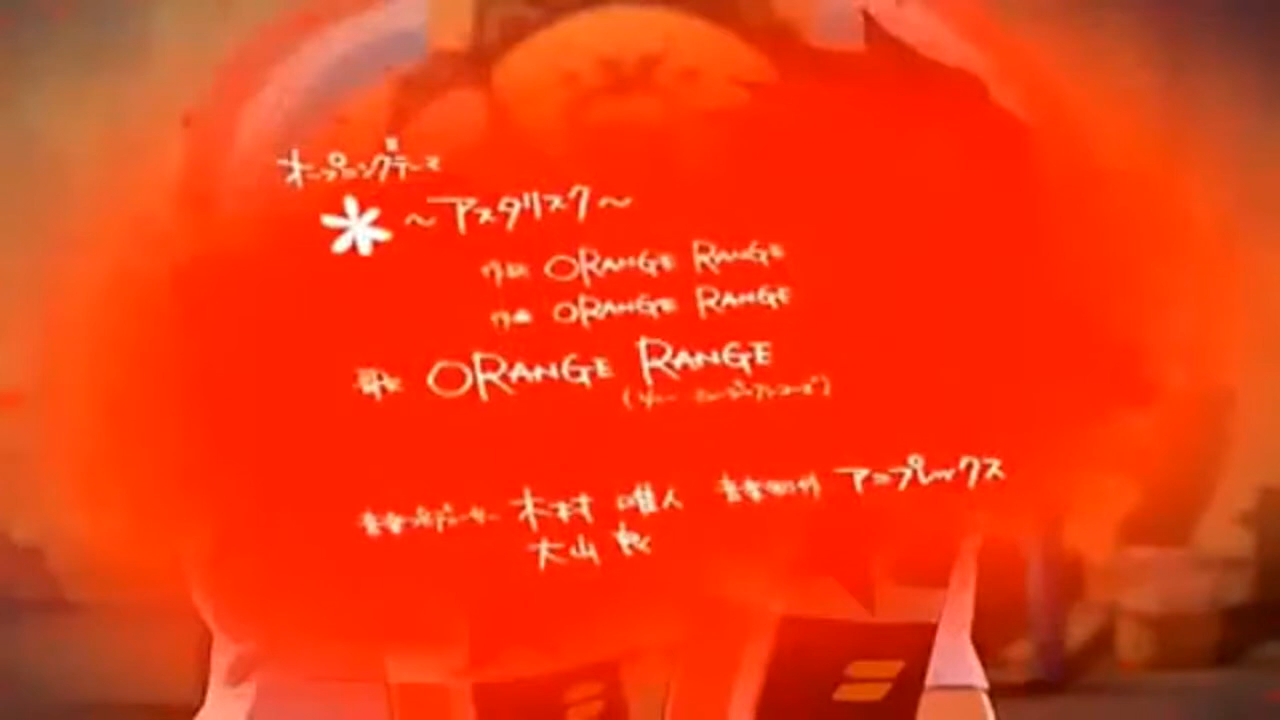 オープニングテーマ
* ～アスタリスク～
作詞 ORANGE RANGE
作曲 ORANGE RANGE
歌 ORANGE RANGE
音楽プロデューサー 木村 唯人 音楽制作 アニプレックス
大山 良